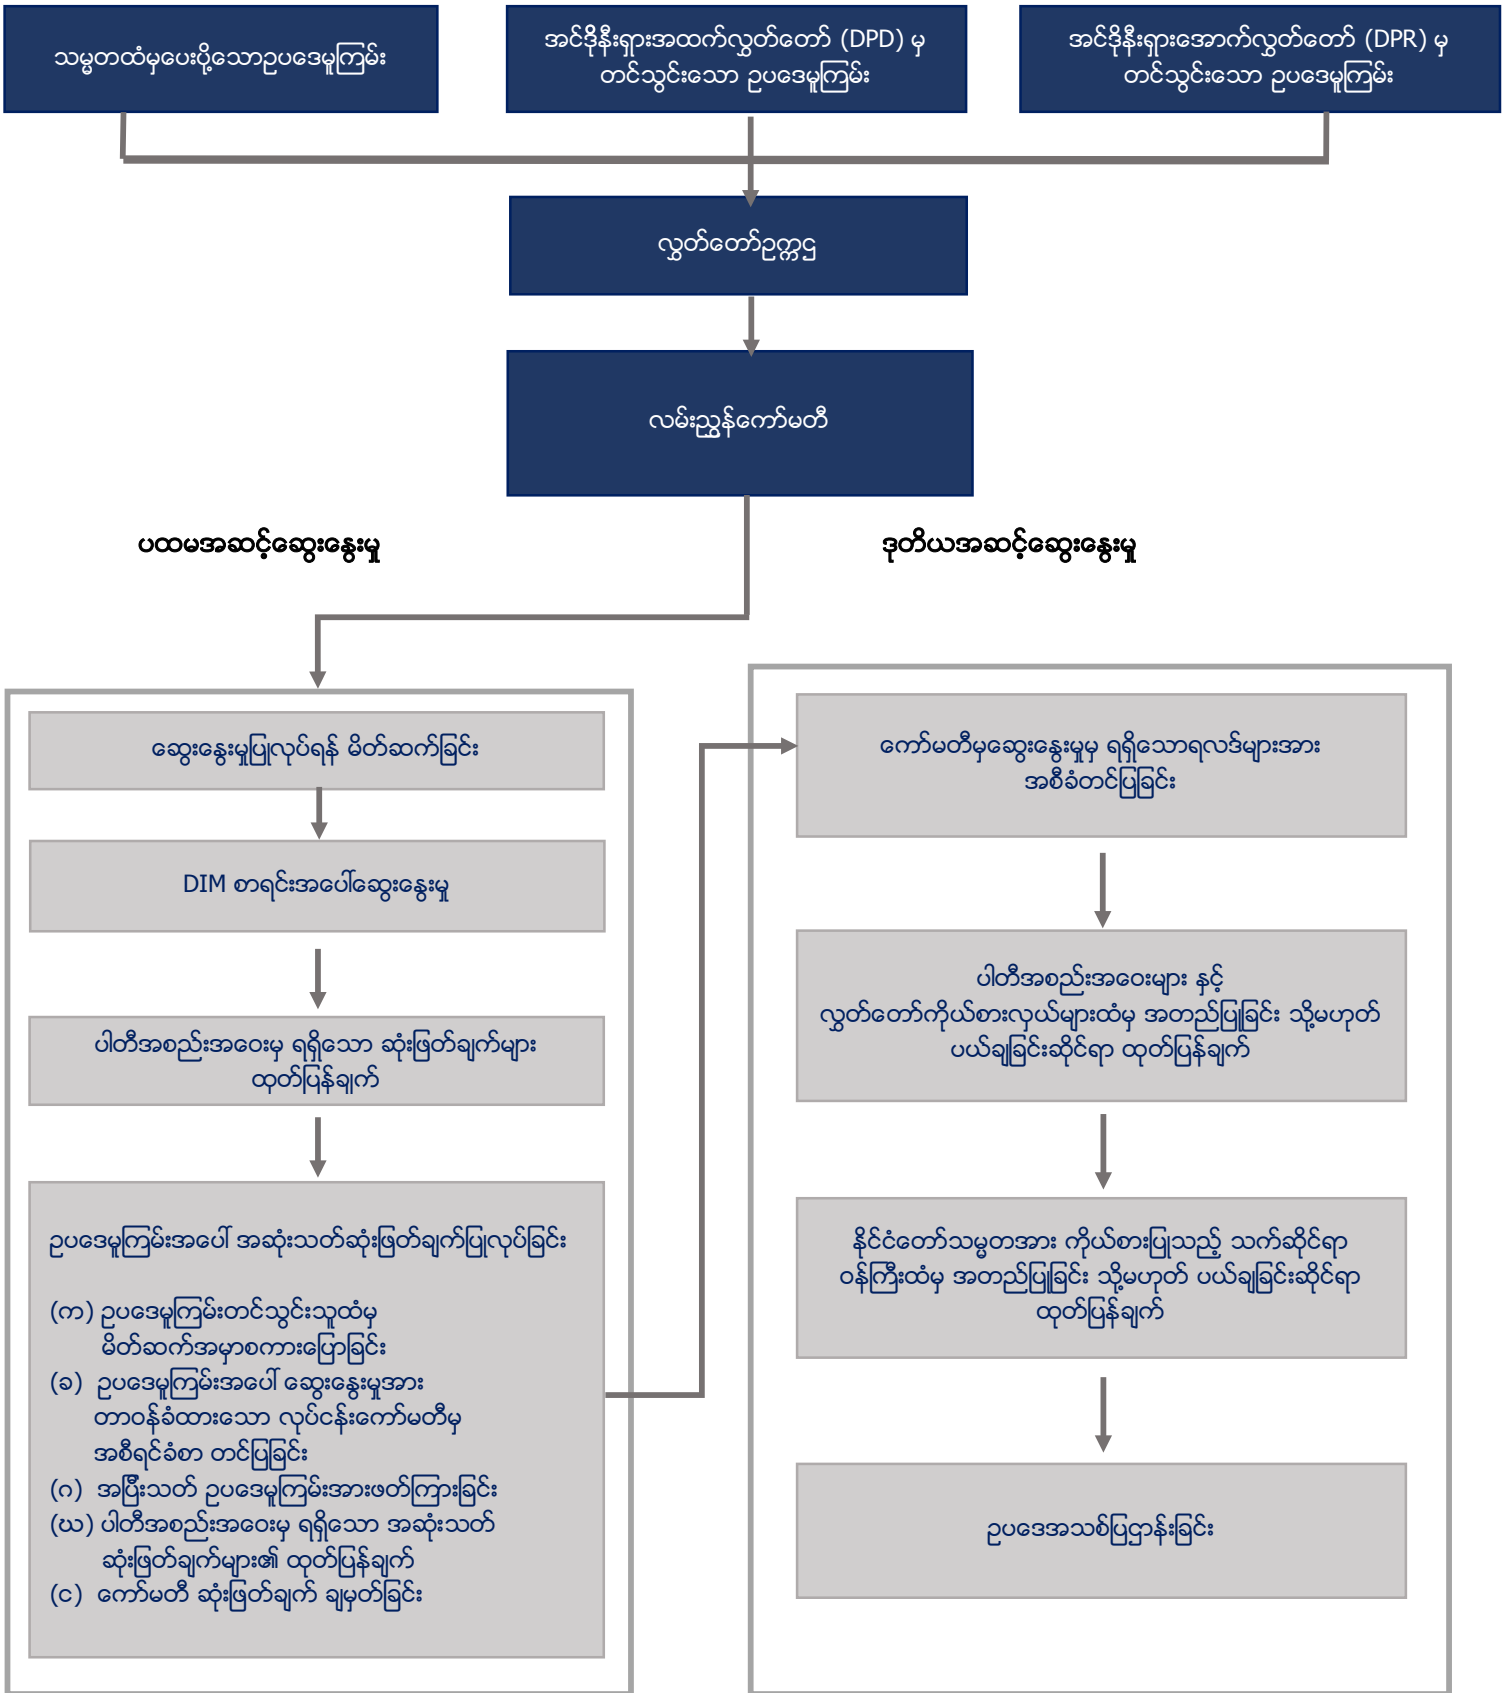 သမ္မတထံမှပေးပို့သောဥပဒေမူကြမ်း
အင်ဒိုနီးရှားအထက်လွှတ်တော် (DPD) မှ
တင်သွင်းသော ဥပဒေမူကြမ်း
အင်ဒိုနီးရှားအောက်လွှတ်တော် (DPR) မှ
တင်သွင်းသော ဥပဒေမူကြမ်း
လွှတ်တော်ဥက္ကဌ
လမ်းညွှန်ကော်မတီ
ပထမအဆင့်ဆွေးနွေးမှု
ဆွေးနွေးမှုပြုလုပ်ရန် မိတ်ဆက်ခြင်း
DIM စာရင်းအပေါ်ဆွေးနွေးမှု
ပါတီအစည်းအဝေးမှ ရရှိသော ဆုံးဖြတ်ချက်များ
ထုတ်ပြန်ချက်
ဥပဒေမူကြမ်းအပေါ် အဆုံးသတ်ဆုံးဖြတ်ချက်ပြုလုပ်ခြင်း
(က) ဥပဒေမူကြမ်းတင်သွင်းသူထံမှ
မိတ်ဆက်အမှာစကားပြောခြင်း
(ခ) ဥပဒေမူကြမ်းအပေါ် ဆွေးနွေးမှုအား
တာဝန်ခံထားသော လုပ်ငန်းကော်မတီမှ
အစီရင်ခံစာ တင်ပြခြင်း
(ဂ) အပြီးသတ် ဥပဒေမူကြမ်းအားဖတ်ကြားခြင်း
(ဃ) ပါတီအစည်းအဝေးမှ ရရှိသော အဆုံးသတ်
ဆုံးဖြတ်ချက်များ၏ ထုတ်ပြန်ချက်
(င) ကော်မတီ ဆုံးဖြတ်ချက် ချမှတ်ခြင်း
ဒုတိယအဆင့်ဆွေးနွေးမှု
ကော်မတီမှဆွေးနွေးမှုမှ ရရှိသောရလဒ်များအား
အစီခံတင်ပြခြင်း
ပါတီအစည်းအဝေးများ နှင့်
လွှတ်တော်ကိုယ်စားလှယ်များထံမှ အတည်ပြုခြင်း သို့မဟုတ်
ပယ်ချခြင်းဆိုင်ရာ ထုတ်ပြန်ချက်
နိုင်ငံတော်သမ္မတအား ကိုယ်စားပြုသည့် သက်ဆိုင်ရာ
ဝန်ကြီးထံမှ အတည်ပြုခြင်း သို့မဟုတ် ပယ်ချခြင်းဆိုင်ရာ
ထုတ်ပြန်ချက်
ဥပဒေအသစ်ပြဌာန်းခြင်း